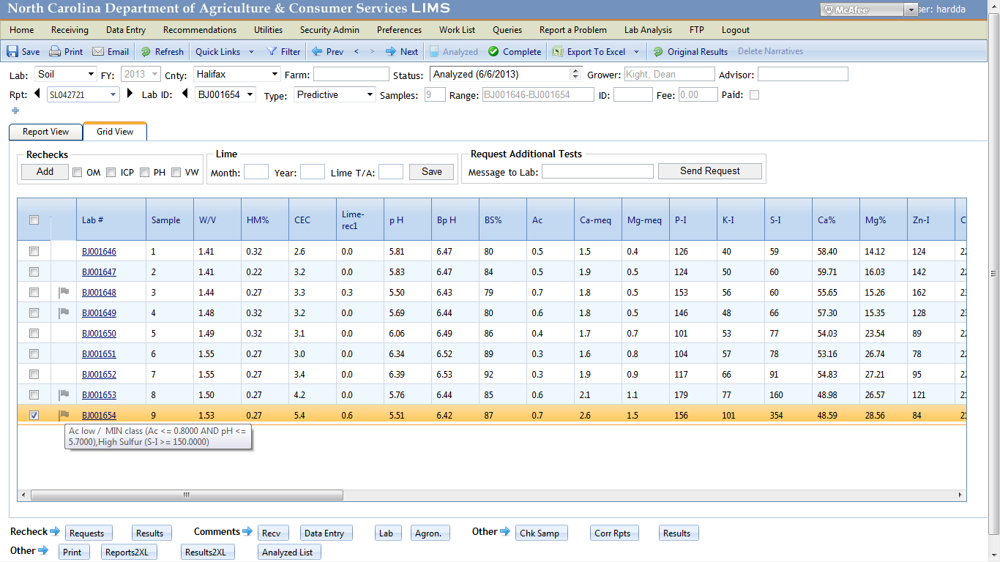 North Carolina Department of Agriculture & Consumer Services LIMS McAfee ser: hardda
Home Receiving Data Entry Recommendations Utilities Security Admin Preferences Work List Queries Report a Problem Lab Analysis FTP Logout
Save Print Email Refresh Quick Links Filter Prev < > Next Analyzed Complete Export To Excel Original Results Delete Narratives
Lab: Soil FY: 2013 Cnty: Halifax Farm: Status: Analyzed (6/6/2013) Grower: Kight, Dean Advisor:
Rpt: SL042721 Lab ID: BJ001654 Type: Predictive Samples: 9 Range: BJ001646-BJ001654 ID: Fee: 0.00 Paid:
Report View Grid View
Rechecks Lime Request Additional Tests
Add OM ICP PH VW Month: Year: Lime T/A: Save Message to Lab: Send Request
Lab # Sample W/V HM% CEC Lime-rec1 p H Bp H BS% Ac Ca-meq Mg-meq P-I K-I S-I Ca% Mg% Zn-I C
BJ001646 1 1.41 0.32 2.6 0.0 5.81 6.47 80 0.5 1.5 0.4 126 40 59 58.40 14.12 124
BJ001647 2 1.41 0.22 3.2 0.0 5.83 6.47 84 0.5 1.9 0.5 124 50 60 59.71 16.03 142
BJ001648 3 1.44 0.27 3.3 0.3 5.50 6.43 79 0.7 1.8 0.5 153 56 60 55.65 15.26 162
BJ001649 4 1.48 0.32 3.2 0.0 5.69 6.44 80 0.6 1.8 0.5 146 48 66 57.30 15.35 128
BJ001650 5 1.49 0.32 3.1 0.0 6.06 6.49 86 0.4 1.7 0.7 101 53 77 54.03 23.54 89
BJ001651 6 1.55 0.27 3.0 0.0 6.34 6.52 89 0.3 1.6 0.8 104 57 78 53.16 26.74 78
BJ001652 7 1.55 0.27 3.4 0.0 6.39 6.53 92 0.3 1.9 0.9 117 66 91 54.83 27.21 95
BJ001653 8 1.50 0.27 4.2 0.0 5.76 6.44 85 0.6 2.1 1.1 179 77 160 48.98 26.57 121
BJ001654 9 1.53 0.27 5.4 0.6 5.51 6.42 87 0.7 2.6 1.5 156 101 354 48.59 28.56 84
Ac low / MIN class (Ac <= 0.8000 AND pH <=
5.7000),High Sulfur (S-I >= 150.0000)
Recheck Requests Results Comments Recv Data Entry Lab Agron. Other Chk Samp Corr Rpts Results
Other Print Reports2XL Results2XL Analyzed List